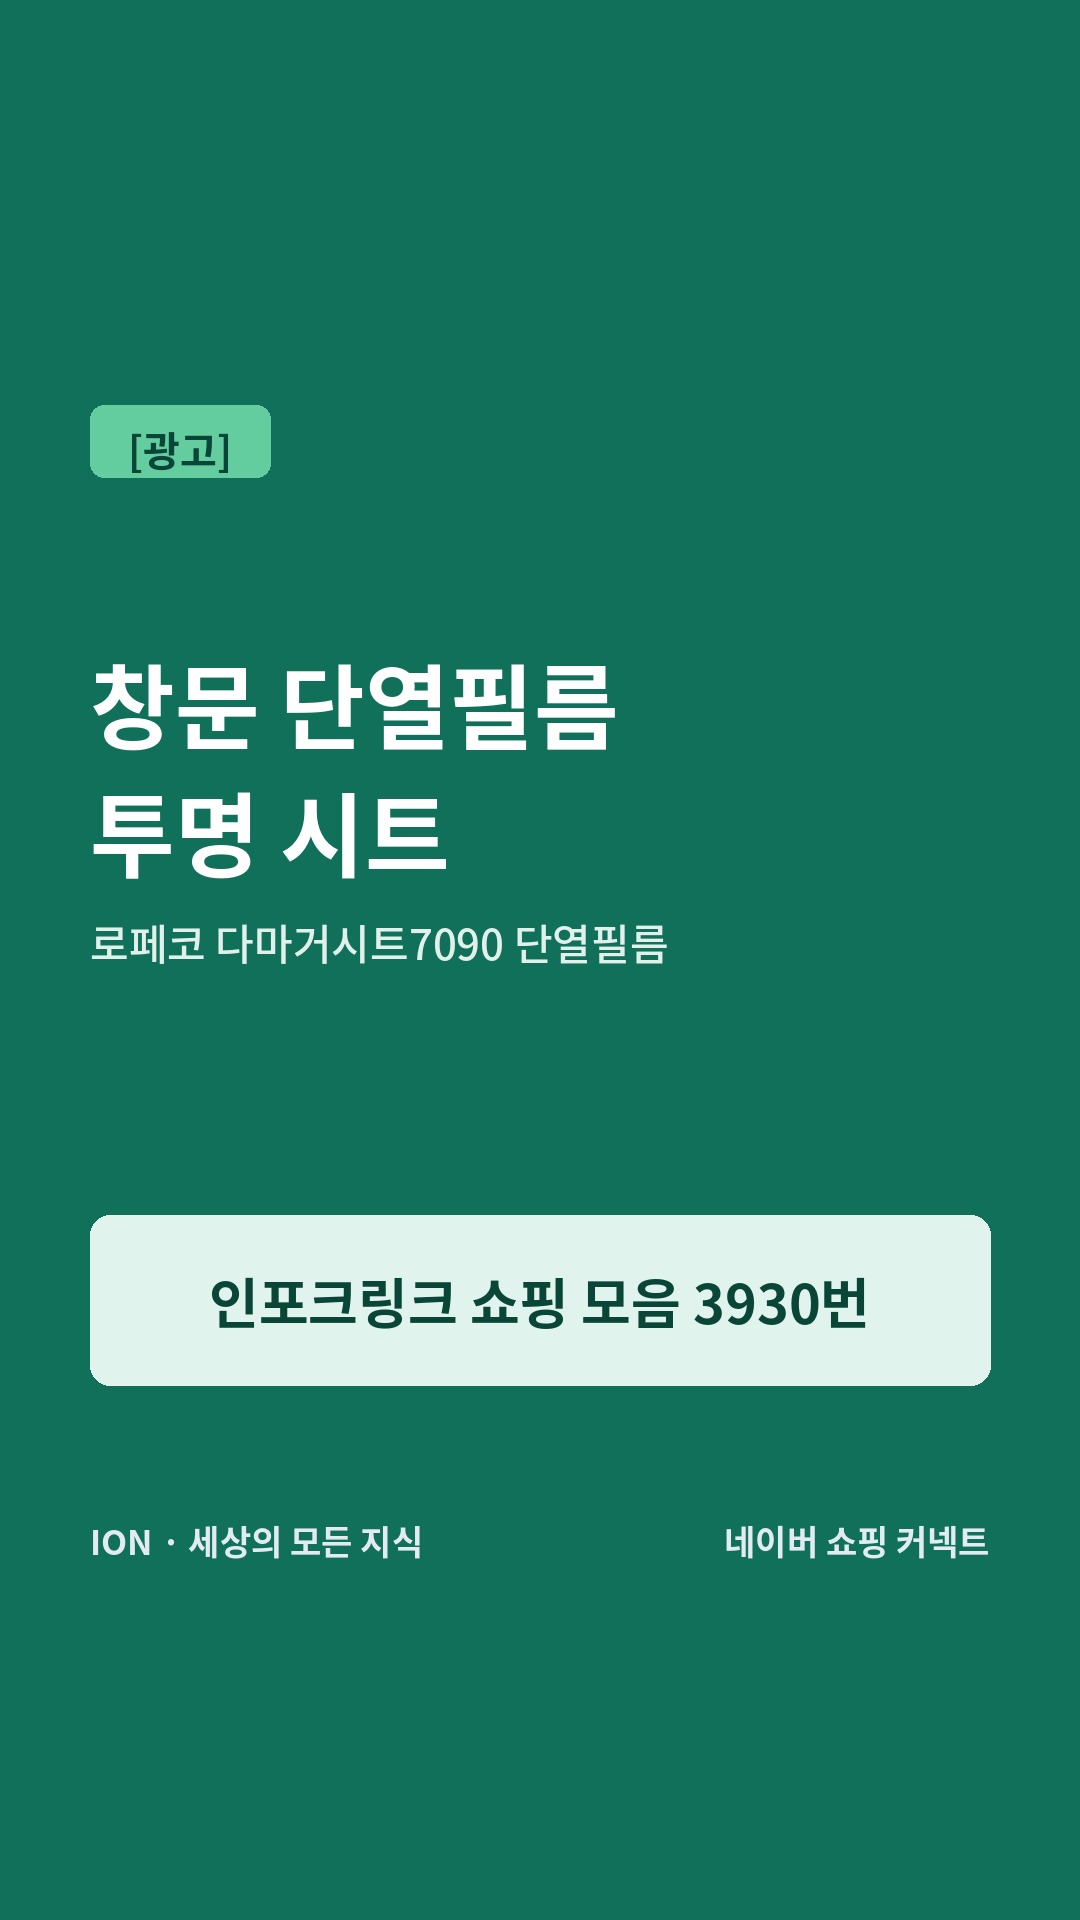 [광고]
창문 단열필름
투명 시트
로페코 다마거시트7090 단열필름
인포크링크 쇼핑 모음 3930번
ION · 세상의 모든 지식
네이버 쇼핑 커넥트